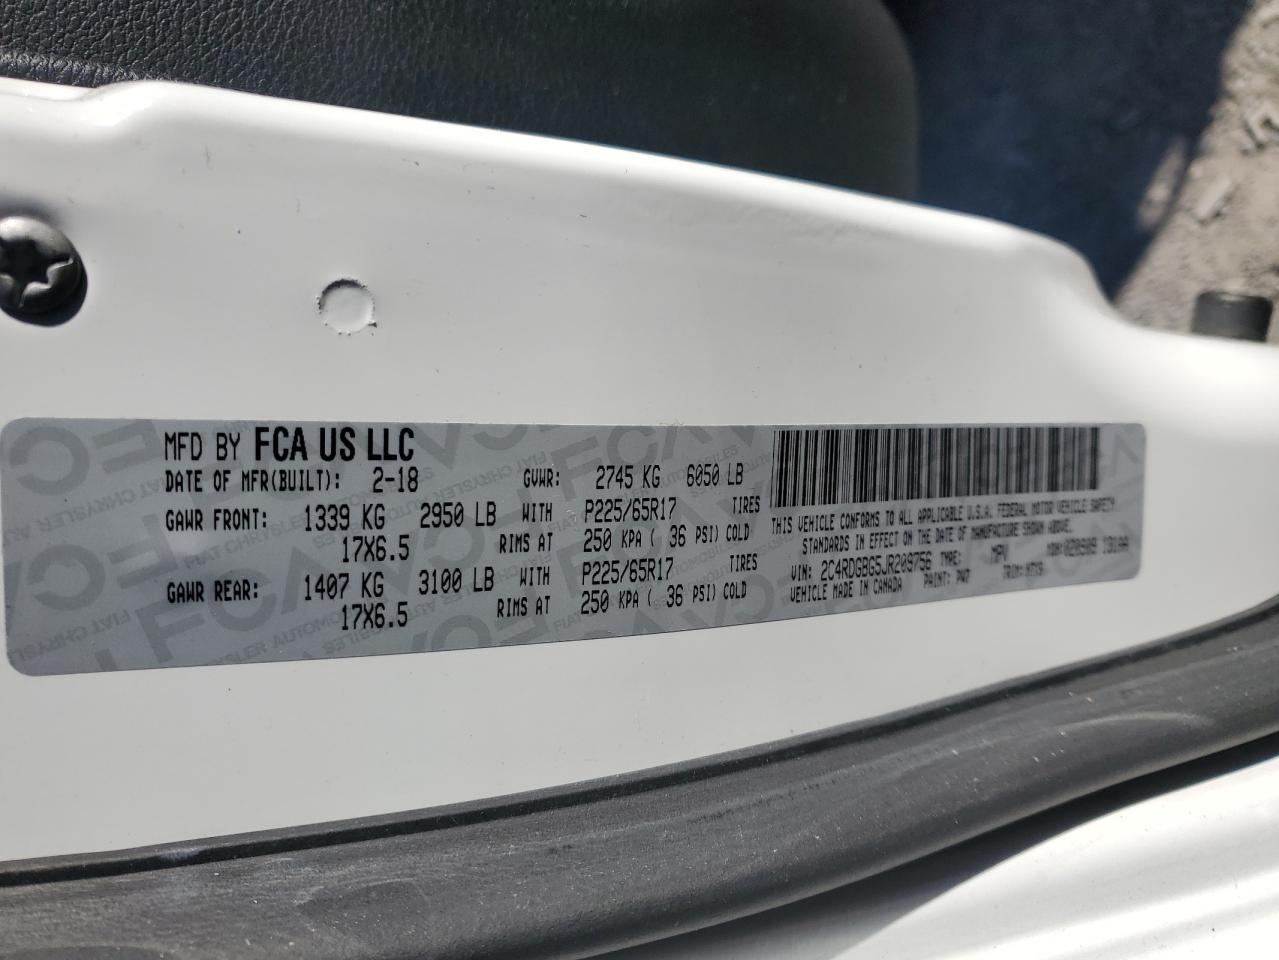 MFD BY FCA US LLC
DATE OF MFR(BUILT): 2-18 GVWR: 2745 KG 6050 LB
GAWR FRONT: 1339 KG 2950 LB WITH P225/65R17 TIRES
17X6.5 RIMS AT 250 KPA ( 36 PSI) COLD
GAWR REAR: 1407 KG 3100 LB WITH P225/65R17 TIRES
17X6.5 RIMS AT 250 KPA ( 36 PSI) COLD
THIS VEHICLE CONFORMS TO ALL APPLICABLE U.S.A. FEDERAL MOTOR VEHICLE SAFETY
STANDARDS IN EFFECT ON THE DATE OF MANUFACTURE SHOWN ABOVE.
VIN: 2C4RDGBG5JR209756 TYPE: MPV MDH:
VEHICLE MADE IN CANADA PAINT: PW7 TRIM: